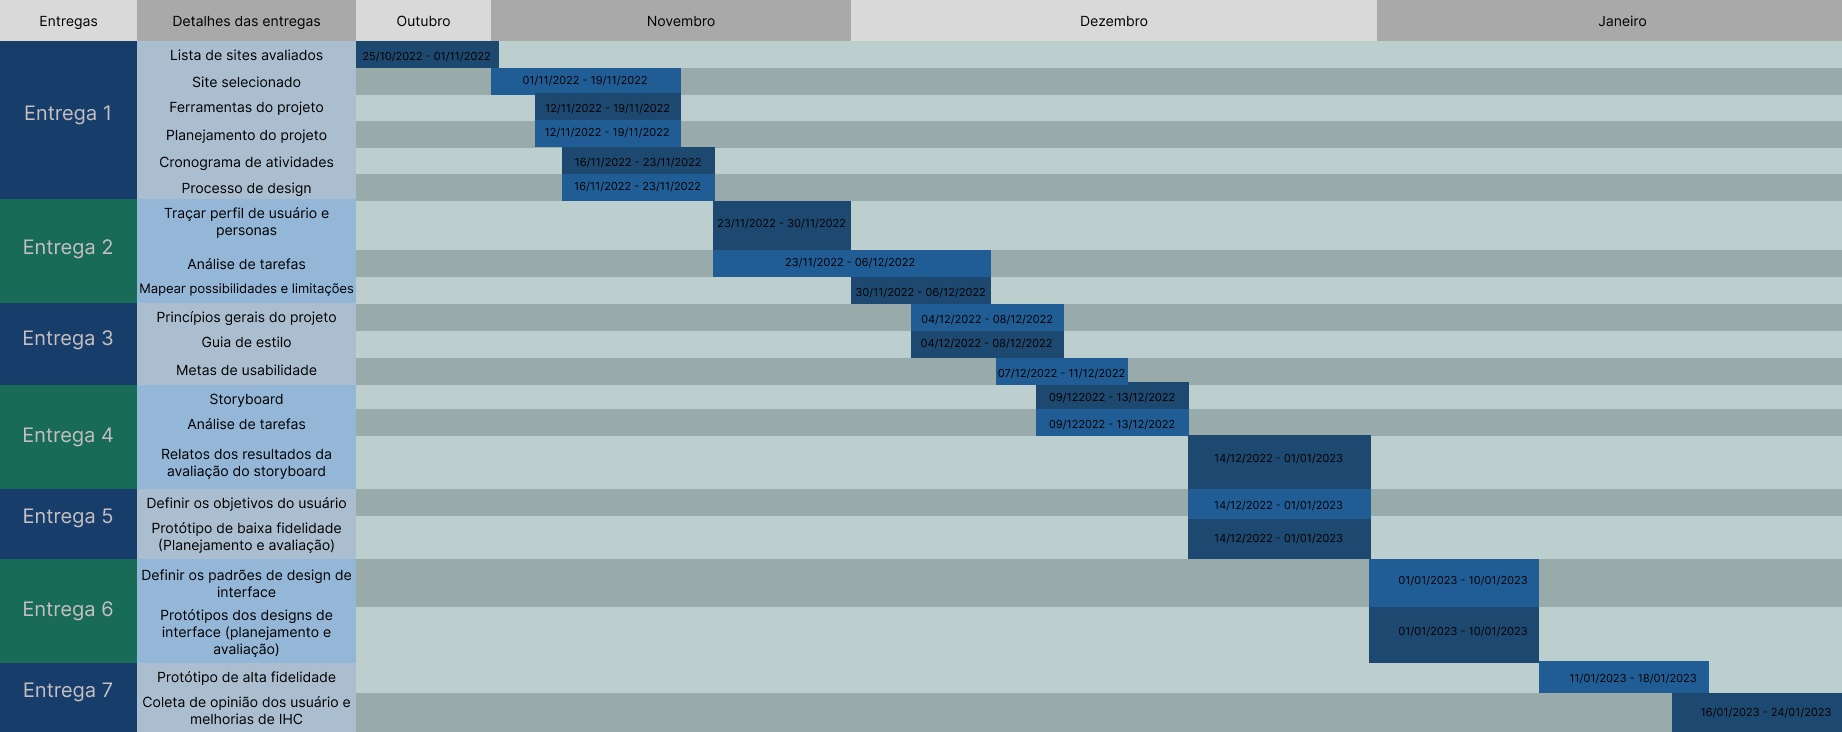 Entregas Detalhes das entregas Outubro Novembro Dezembro Janeiro
Entrega 1
Lista de sites avaliados 25/10/2022 - 01/11/2022
Site selecionado 01/11/2022 - 19/11/2022
Ferramentas do projeto 12/11/2022 - 19/11/2022
Planejamento do projeto 12/11/2022 - 19/11/2022
Cronograma de atividades 16/11/2022 - 23/11/2022
Processo de design 16/11/2022 - 23/11/2022
Entrega 2
Traçar perfil de usuário e
personas
23/11/2022 - 30/11/2022
Análise de tarefas 23/11/2022 - 06/12/2022
Mapear possibilidades e limitações 30/11/2022 - 06/12/2022
Entrega 3
Princípios gerais do projeto 04/12/2022 - 08/12/2022
Guia de estilo 04/12/2022 - 08/12/2022
Metas de usabilidade 07/12/2022 - 11/12/2022
Entrega 4
Storyboard 09/122022 - 13/12/2022
Análise de tarefas 09/122022 - 13/12/2022
Relatos dos resultados da
avaliação do storyboard
14/12/2022 - 01/01/2023
Entrega 5
Definir os objetivos do usuário 14/12/2022 - 01/01/2023
Protótipo de baixa fidelidade
(Planejamento e avaliação)
14/12/2022 - 01/01/2023
Entrega 6
Definir os padrões de design de
interface
01/01/2023 - 10/01/2023
Protótipos dos designs de
interface (planejamento e
avaliação)
01/01/2023 - 10/01/2023
Entrega 7
Protótipo de alta fidelidade 11/01/2023 - 18/01/2023
Coleta de opinião dos usuário e
melhorias de IHC
16/01/2023 - 24/01/2023